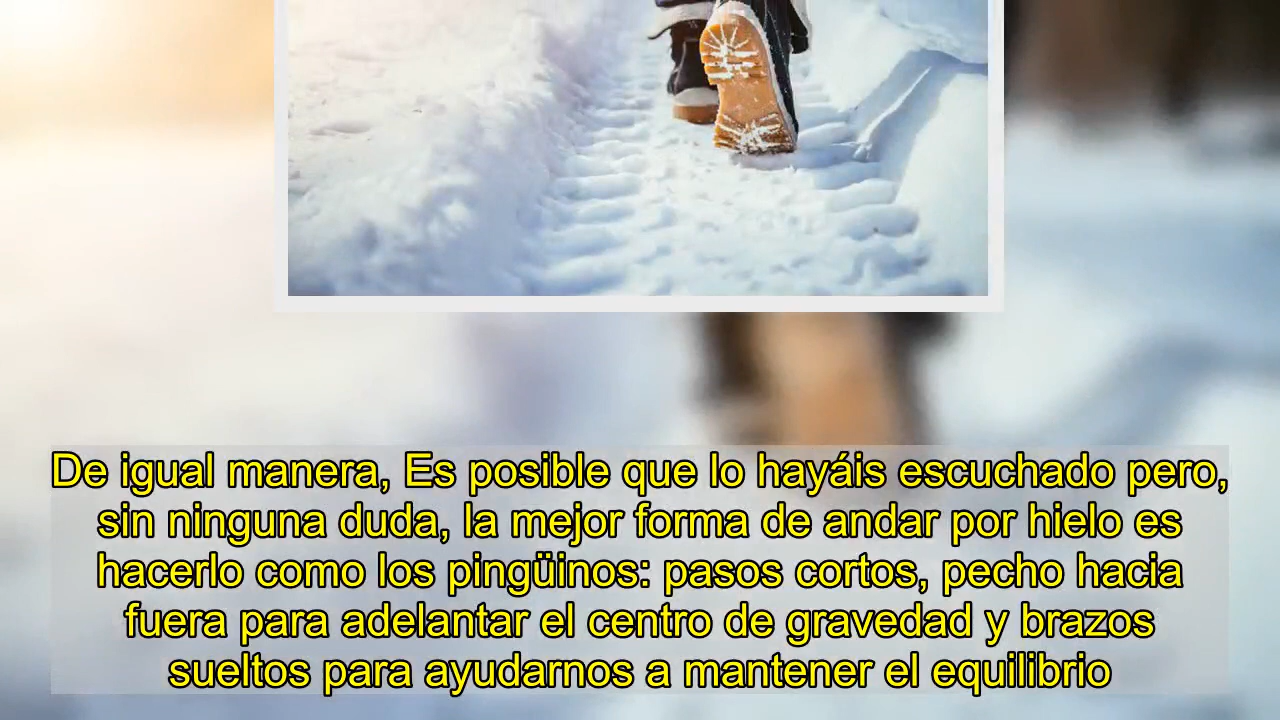 De igual manera, Es posible que lo hayáis escuchado pero,
sin ninguna duda, la mejor forma de andar por hielo es
hacerlo como los pingüinos: pasos cortos, pecho hacia
fuera para adelantar el centro de gravedad y brazos
sueltos para ayudarnos a mantener el equilibrio